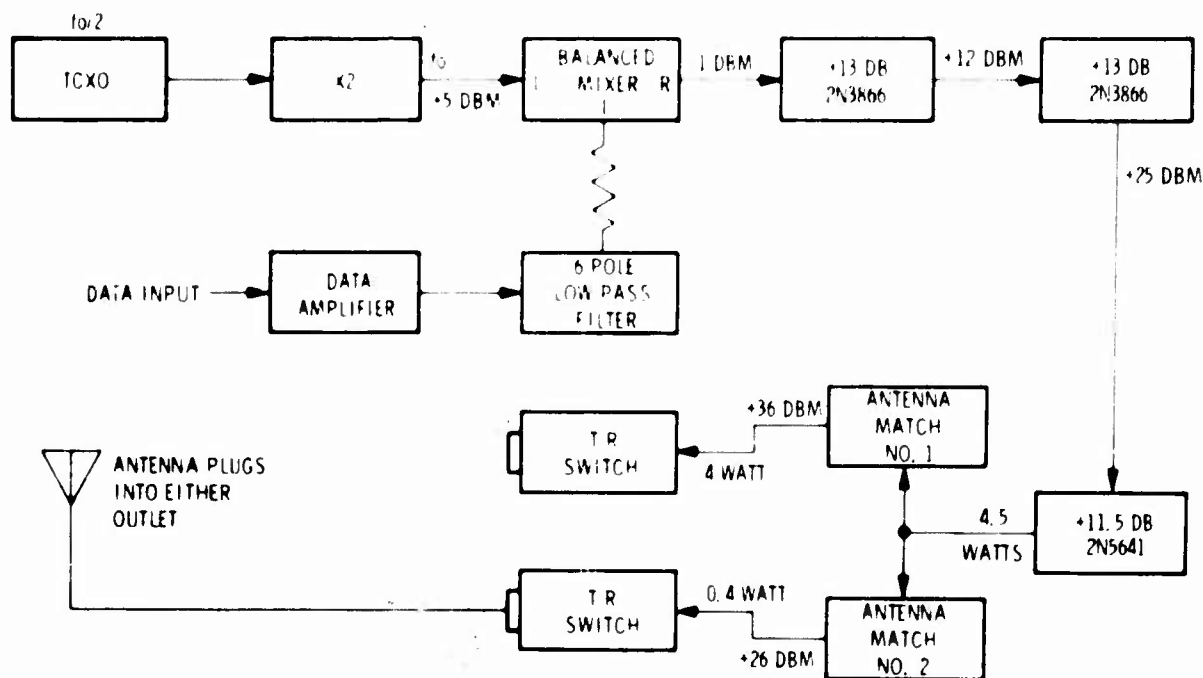 fo/2
TCXO
X2
fo
+5 DBM
BALANCED
MIXER R
1 DBM
+13 DB
2N3866
+12 DBM
+13 DB
2N3866
+25 DBM
DATA INPUT
DATA
AMPLIFIER
6 POLE
LOW PASS
FILTER
ANTENNA PLUGS
INTO EITHER
OUTLET
T R
SWITCH
+36 DBM
4 WATT
ANTENNA
MATCH
NO. 1
4.5
WATTS
+11.5 DB
2N5641
T R
SWITCH
0.4 WATT
+26 DBM
ANTENNA
MATCH
NO. 2